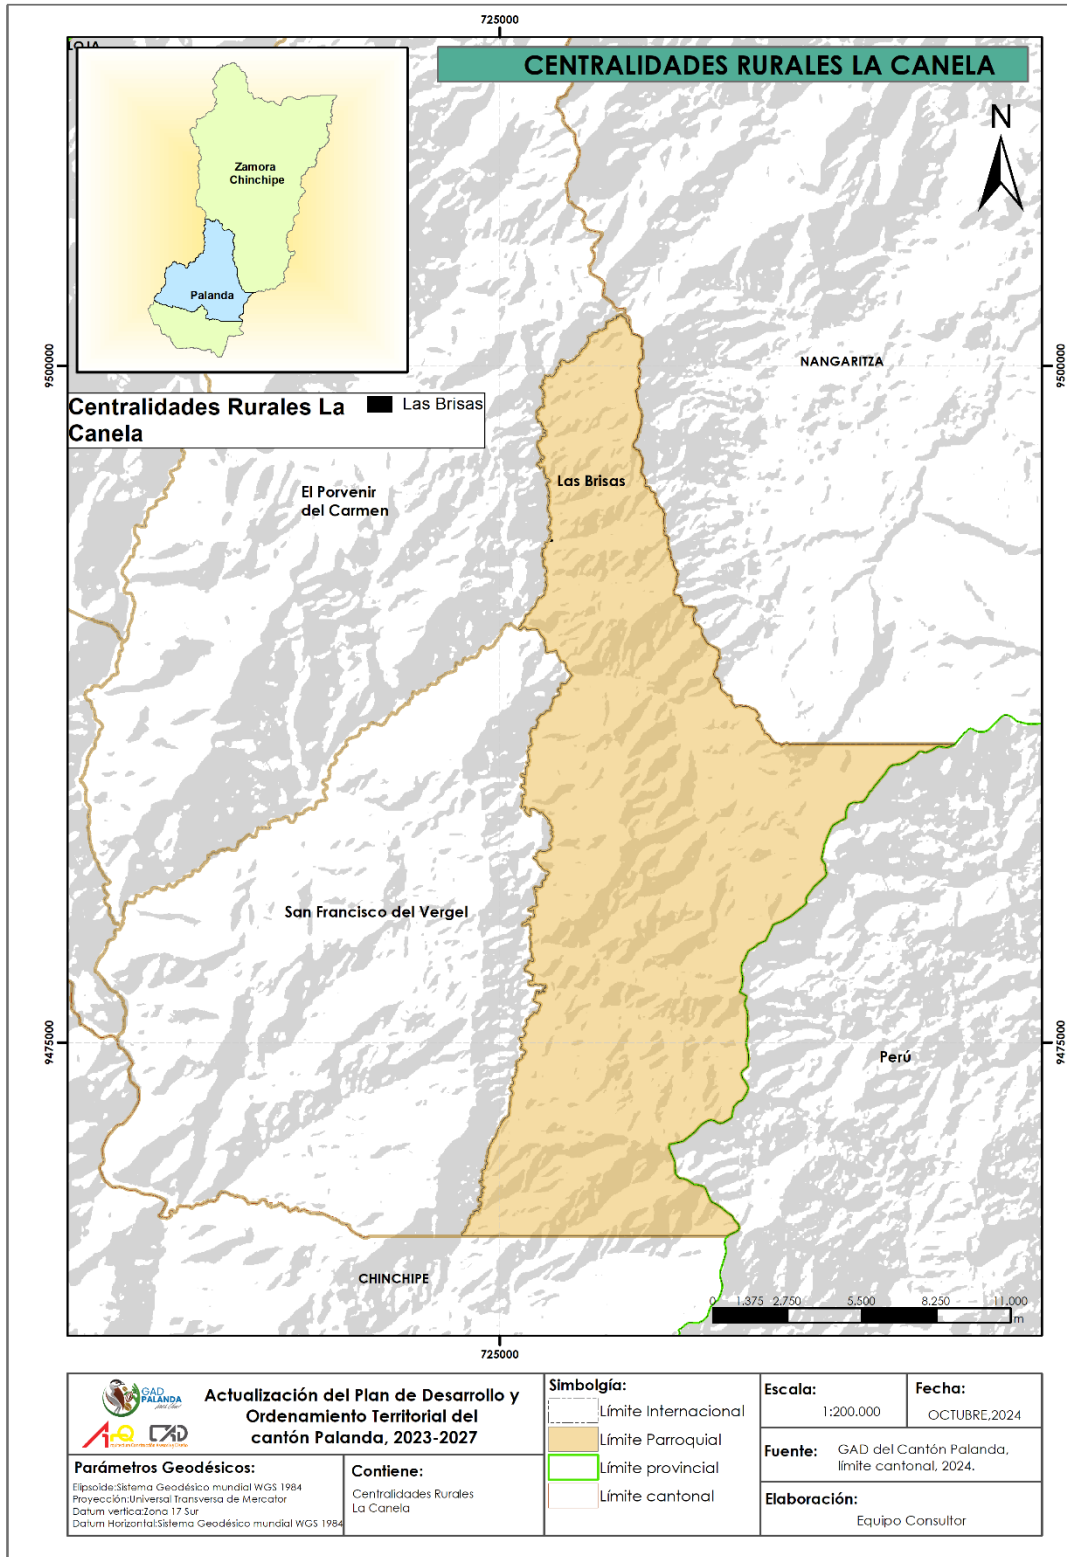 725000
LOJA
CENTRALIDADES RURALES LA CANELA
Zamora
Chinchipe
Palanda
N
9500000
9500000
NANGARITZA
Centralidades Rurales La
Canela
Las Brisas
El Porvenir
del Carmen
Las Brisas
San Francisco del Vergel
9475000
9475000
Perú
CHINCHIPE
0 1.375 2.750 5.500 8.250 11.000
m
725000
GAD
PALANDA
Actualización del Plan de Desarrollo y
Ordenamiento Territorial del
cantón Palanda, 2023-2027
Parámetros Geodésicos:
Elipsoide:Sistema Geodésico mundial WGS 1984
Proyección:Universal Transversa de Mercator
Datum vertica:Zona 17 Sur
Datum Horizontal:Sistema Geodésico mundial WGS 1984
Contiene:
Centralidades Rurales
La Canela
Simbolgía:
Límite Internacional
Límite Parroquial
Límite provincial
Límite cantonal
Escala:
1:200.000
Fecha:
OCTUBRE,2024
Fuente: GAD del Cantón Palanda,
límite cantonal, 2024.
Elaboración:
Equipo Consultor